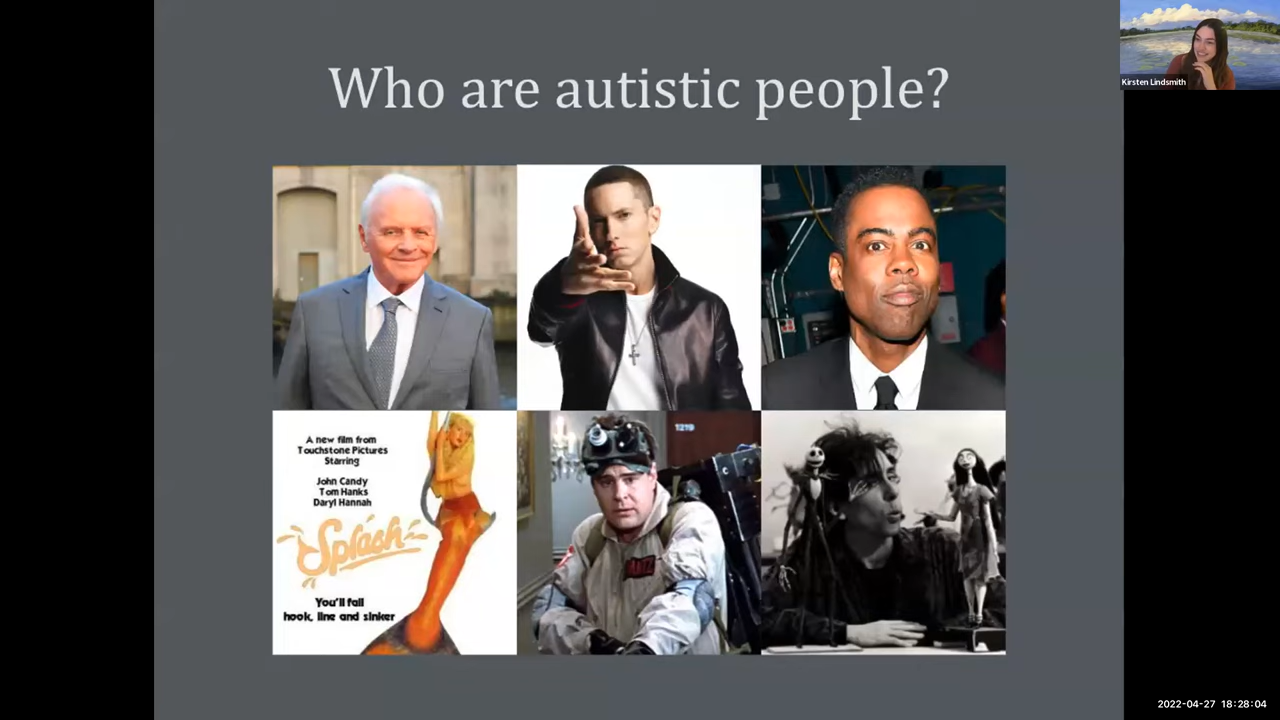 Who are autistic people?
Kirsten Lindsmith
A new film from
Touchstone Pictures
Starring
John Candy
Tom Hanks
Daryl Hannah
Splash
You'll fall
hook, line and sinker
1219
2022-04-27 18:28:04